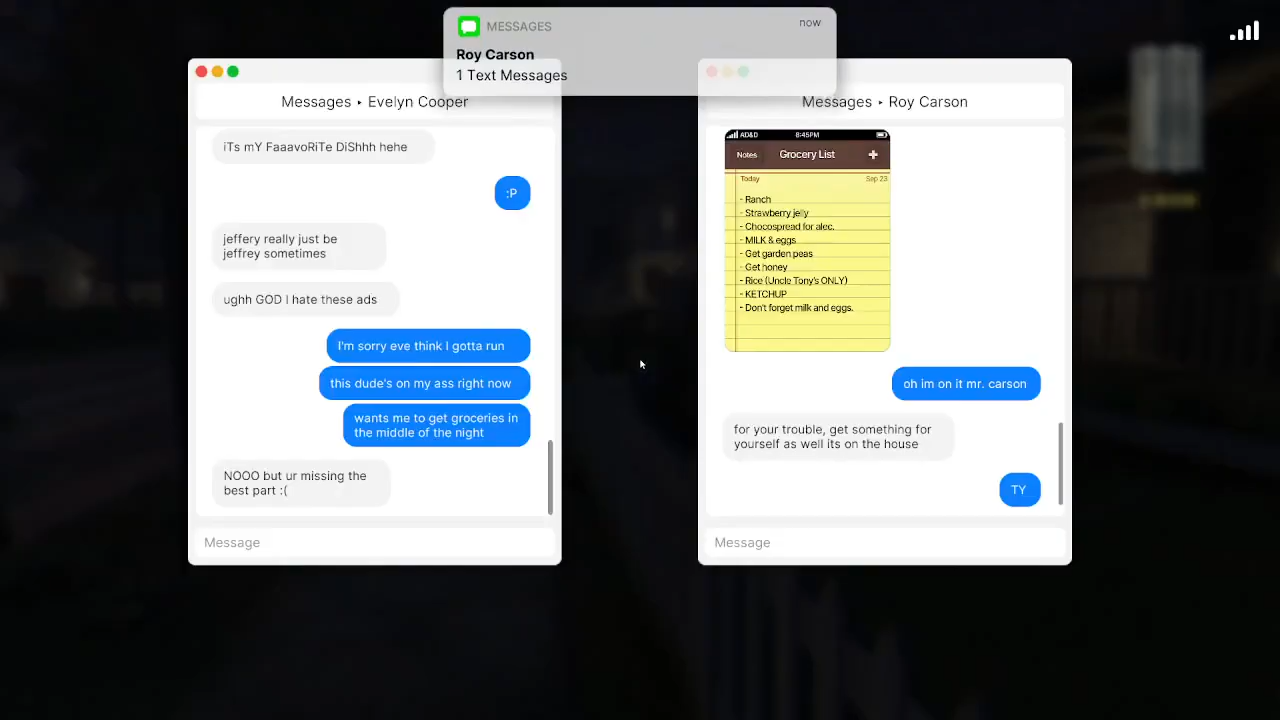 MESSAGES
now
Roy Carson
1 Text Messages
Messages ▸ Evelyn Cooper
iTs mY FaaavoRiTe DiShhh hehe
:P
jeffery really just be
jeffrey sometimes
ughh GOD I hate these ads
I'm sorry eve think I gotta run
this dude's on my ass right now
wants me to get groceries in
the middle of the night
NOOO but ur missing the
best part :(
Message
Messages ▸ Roy Carson
AD&D 8:45PM
Notes Grocery List +
Today Sep 23
- Ranch
- Strawberry jelly
- Chocospread for alec.
- MILK & eggs
- Get garden peas
- Get honey
- Rice (Uncle Tony's ONLY)
- KETCHUP
- Don't forget milk and eggs.
oh im on it mr. carson
for your trouble, get something for
yourself as well its on the house
TY
Message